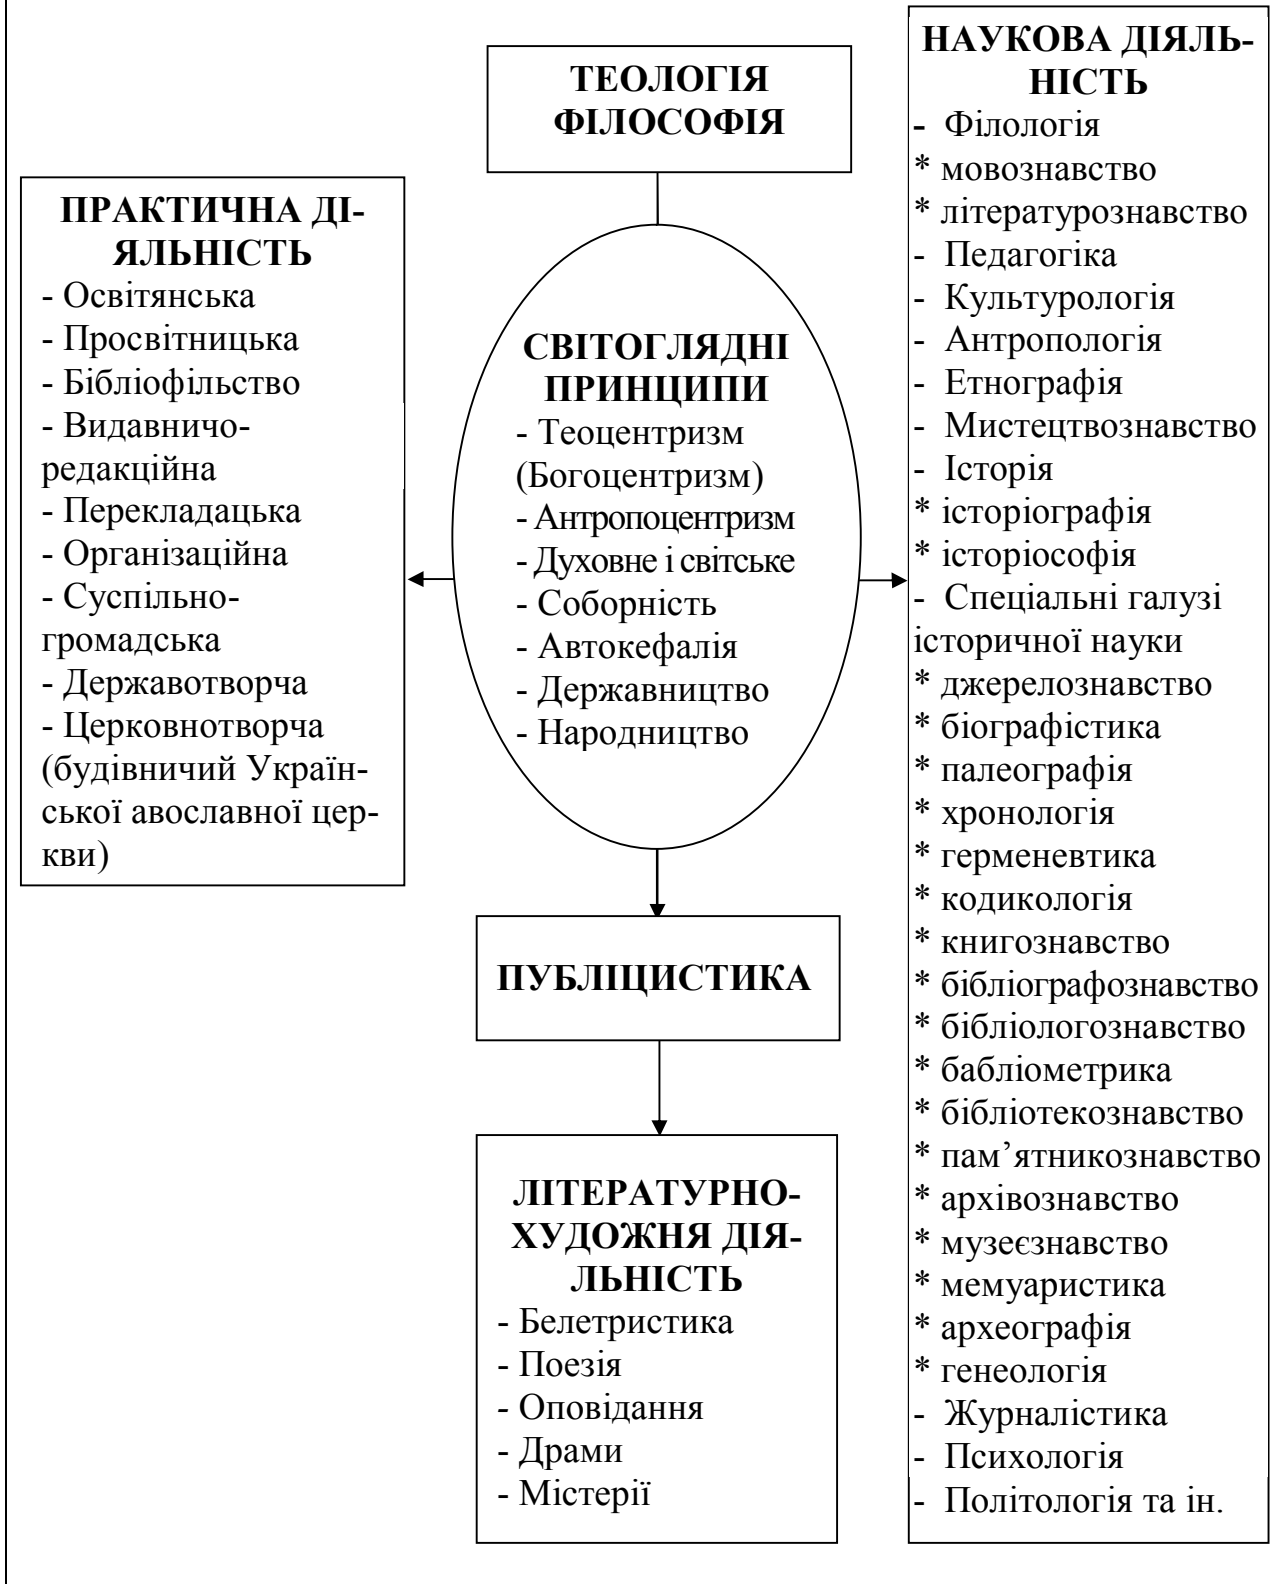 ТЕОЛОГІЯ
ФІЛОСОФІЯ
ПРАКТИЧНА ДІ-
ЯЛЬНІСТЬ
- Освітянська
- Просвітницька
- Бібліофільство
- Видавничо-
редакційна
- Перекладацька
- Організаційна
- Суспільно-
громадська
- Державотворча
- Церковнотворча
(будівничий Україн-
ської авославної цер-
кви)
СВІТОГЛЯДНІ
ПРИНЦИПИ
- Теоцентризм
(Богоцентризм)
- Антропоцентризм
- Духовне і світське
- Соборність
- Автокефалія
- Державництво
- Народництво
ПУБЛІЦИСТИКА
ЛІТЕРАТУРНО-
ХУДОЖНЯ ДІЯ-
ЛЬНІСТЬ
- Белетристика
- Поезія
- Оповідання
- Драми
- Містерії
НАУКОВА ДІЯЛЬ-
НІСТЬ
- Філологія
* мовознавство
* літературознавство
- Педагогіка
- Культурологія
- Антропологія
- Етнографія
- Мистецтвознавство
- Історія
* історіографія
* історіософія
- Спеціальні галузі
історичної науки
* джерелознавство
* біографістика
* палеографія
* хронологія
* герменевтика
* кодикологія
* книгознавство
* бібліографознавство
* бібліологознавство
* бабліометрика
* бібліотекознавство
* пам’ятникознавство
* архівознавство
* музеєзнавство
* мемуаристика
* археографія
* генеологія
- Журналістика
- Психологія
- Політологія та ін.